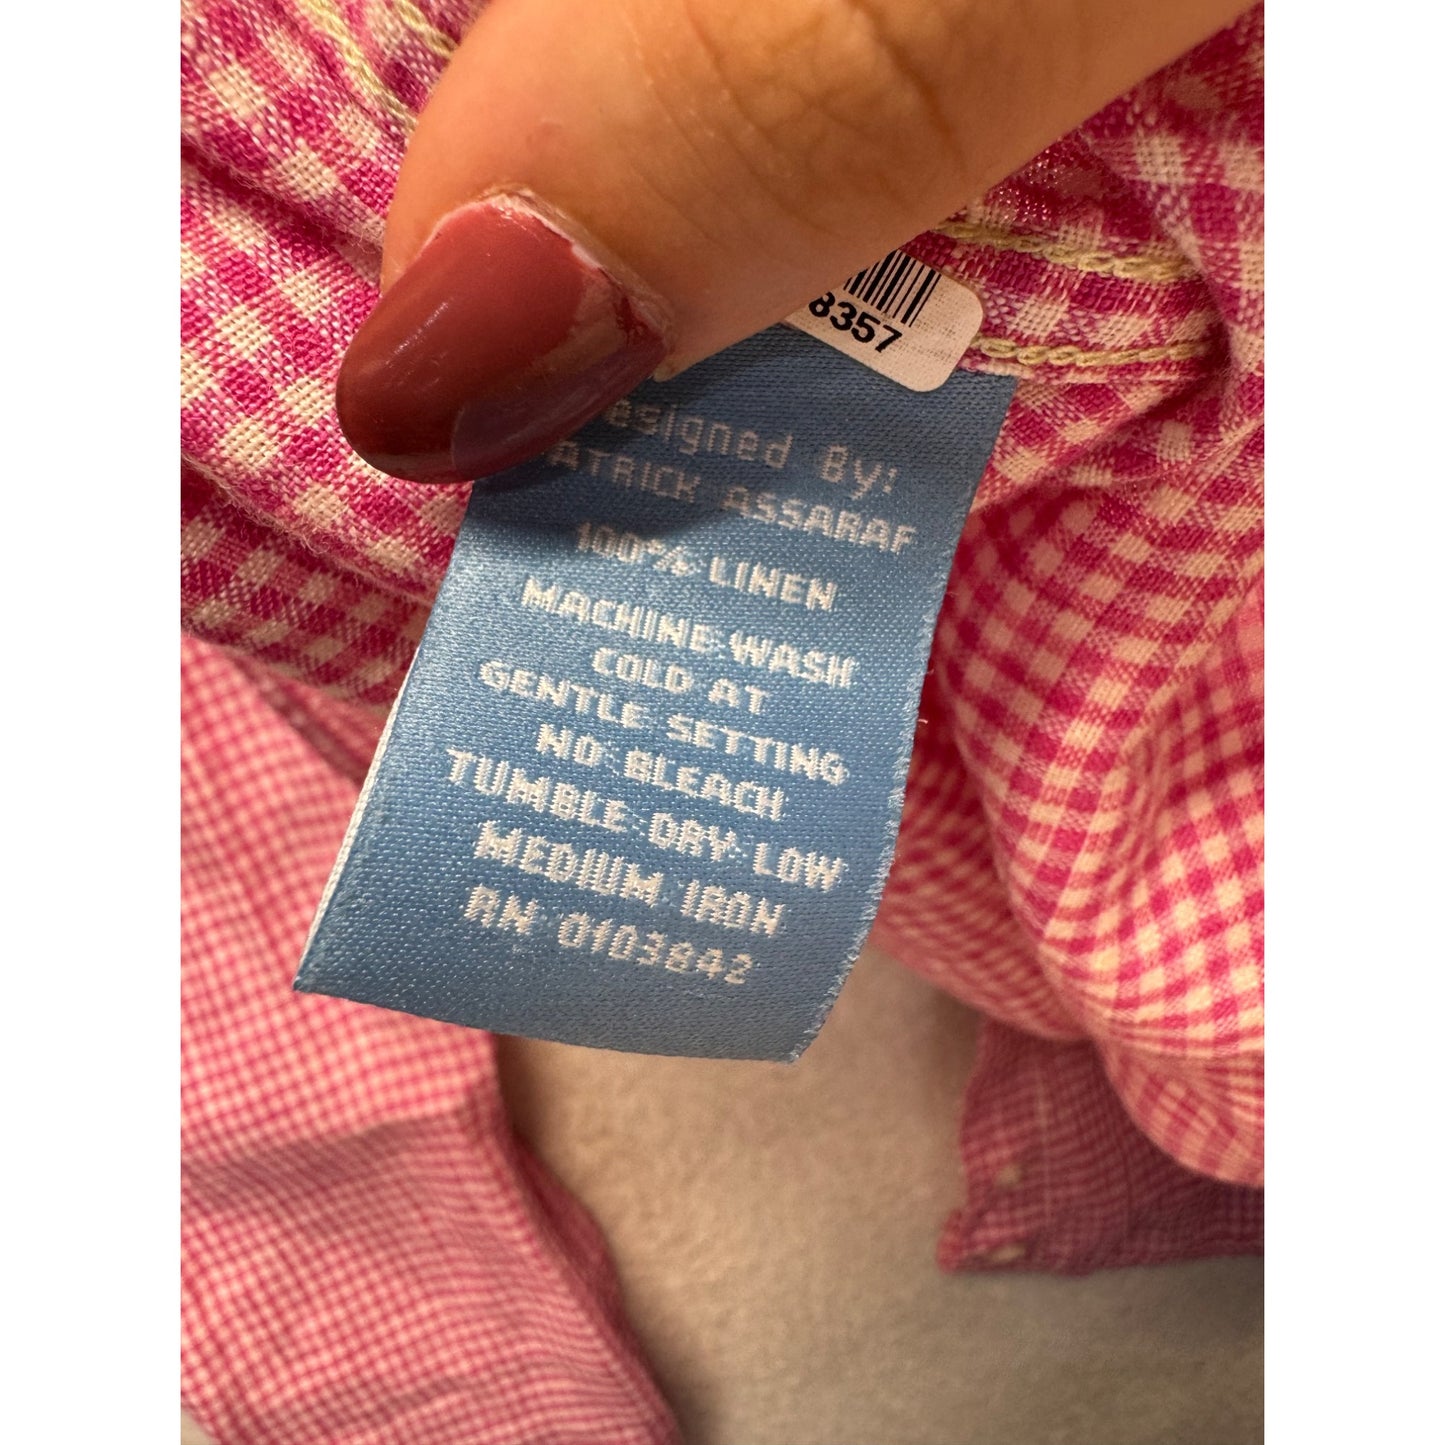 8357
esigned By:
ATRICK ASSARAF
100% LINEN
MACHINE WASH
COLD AT
GENTLE SETTING
NO BLEACH
TUMBLE DRY LOW
MEDIUM IRON
RN 0103842